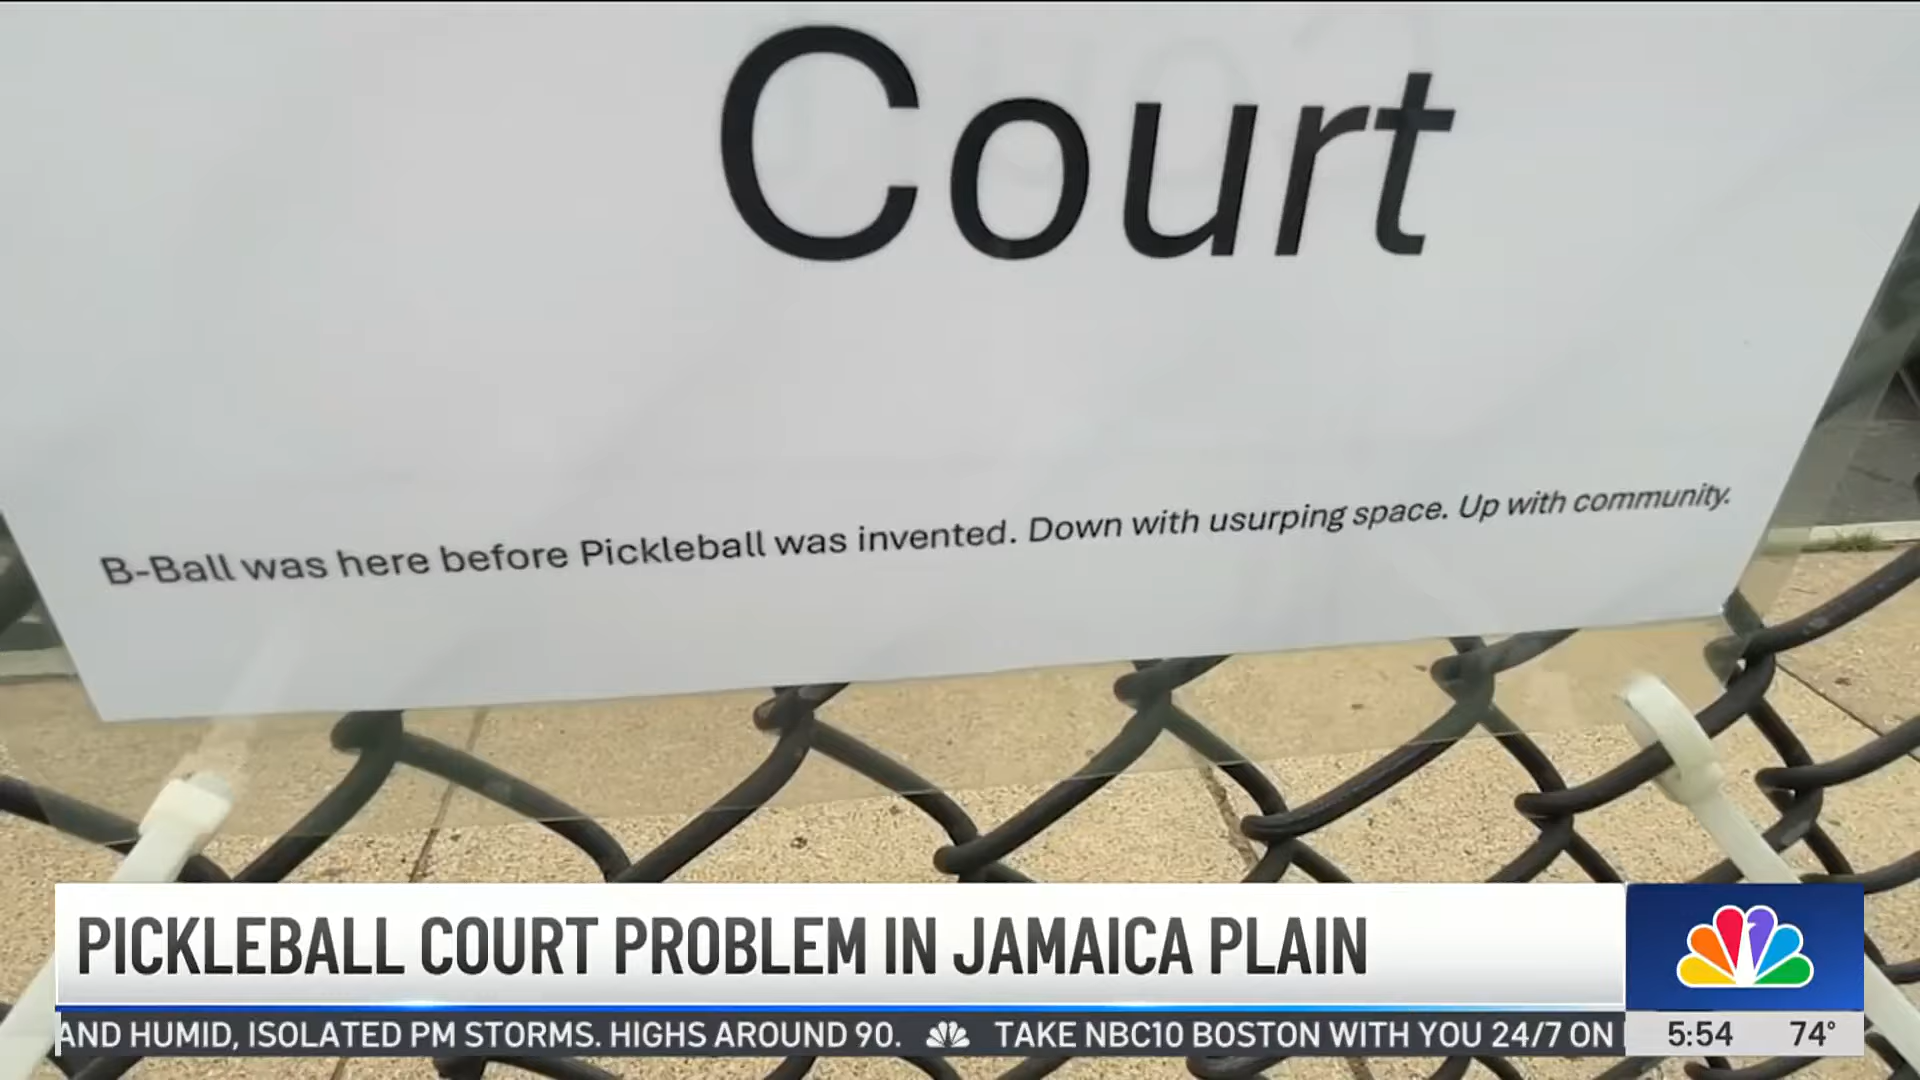 Court
B-Ball was here before Pickleball was invented. Down with usurping space. Up with community.
PICKLEBALL COURT PROBLEM IN JAMAICA PLAIN
AND HUMID, ISOLATED PM STORMS. HIGHS AROUND 90. TAKE NBC10 BOSTON WITH YOU 24/7 ON
5:54 74°